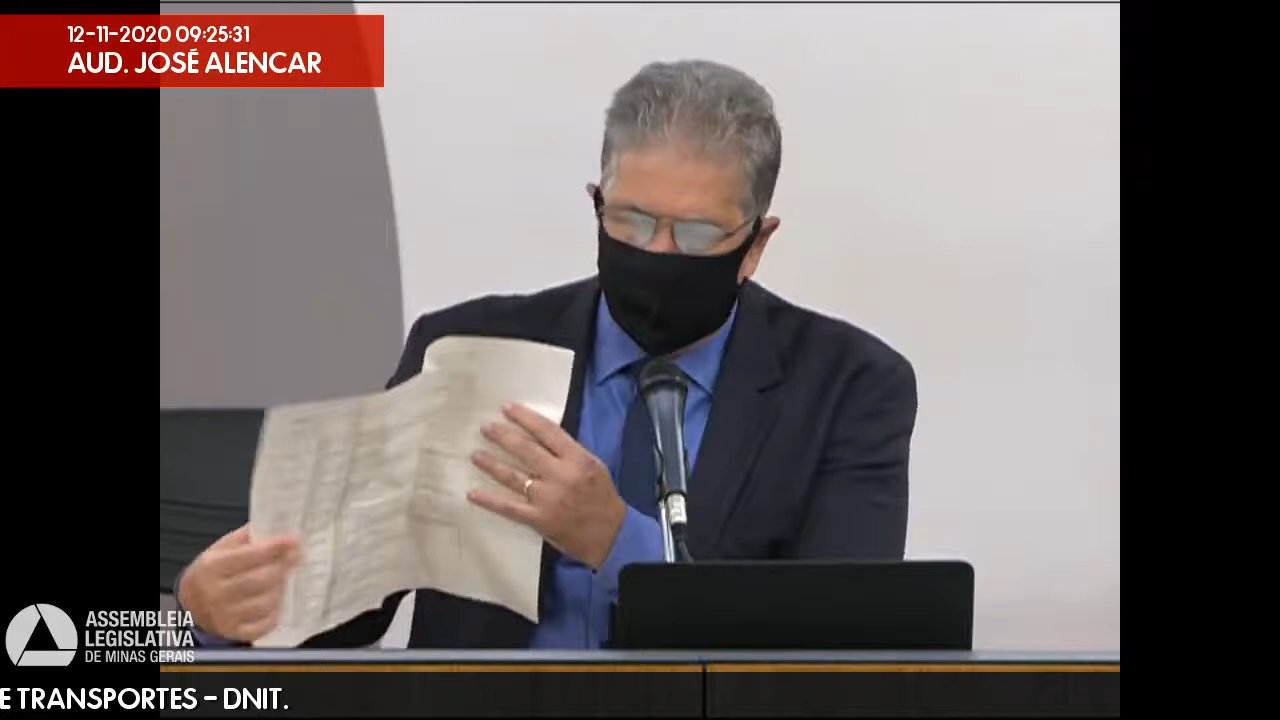 12-11-2020 09:25:31
AUD. JOSÉ ALENCAR
ASSEMBLEIA
LEGISLATIVA
DE MINAS GERAIS
E TRANSPORTES - DNIT.